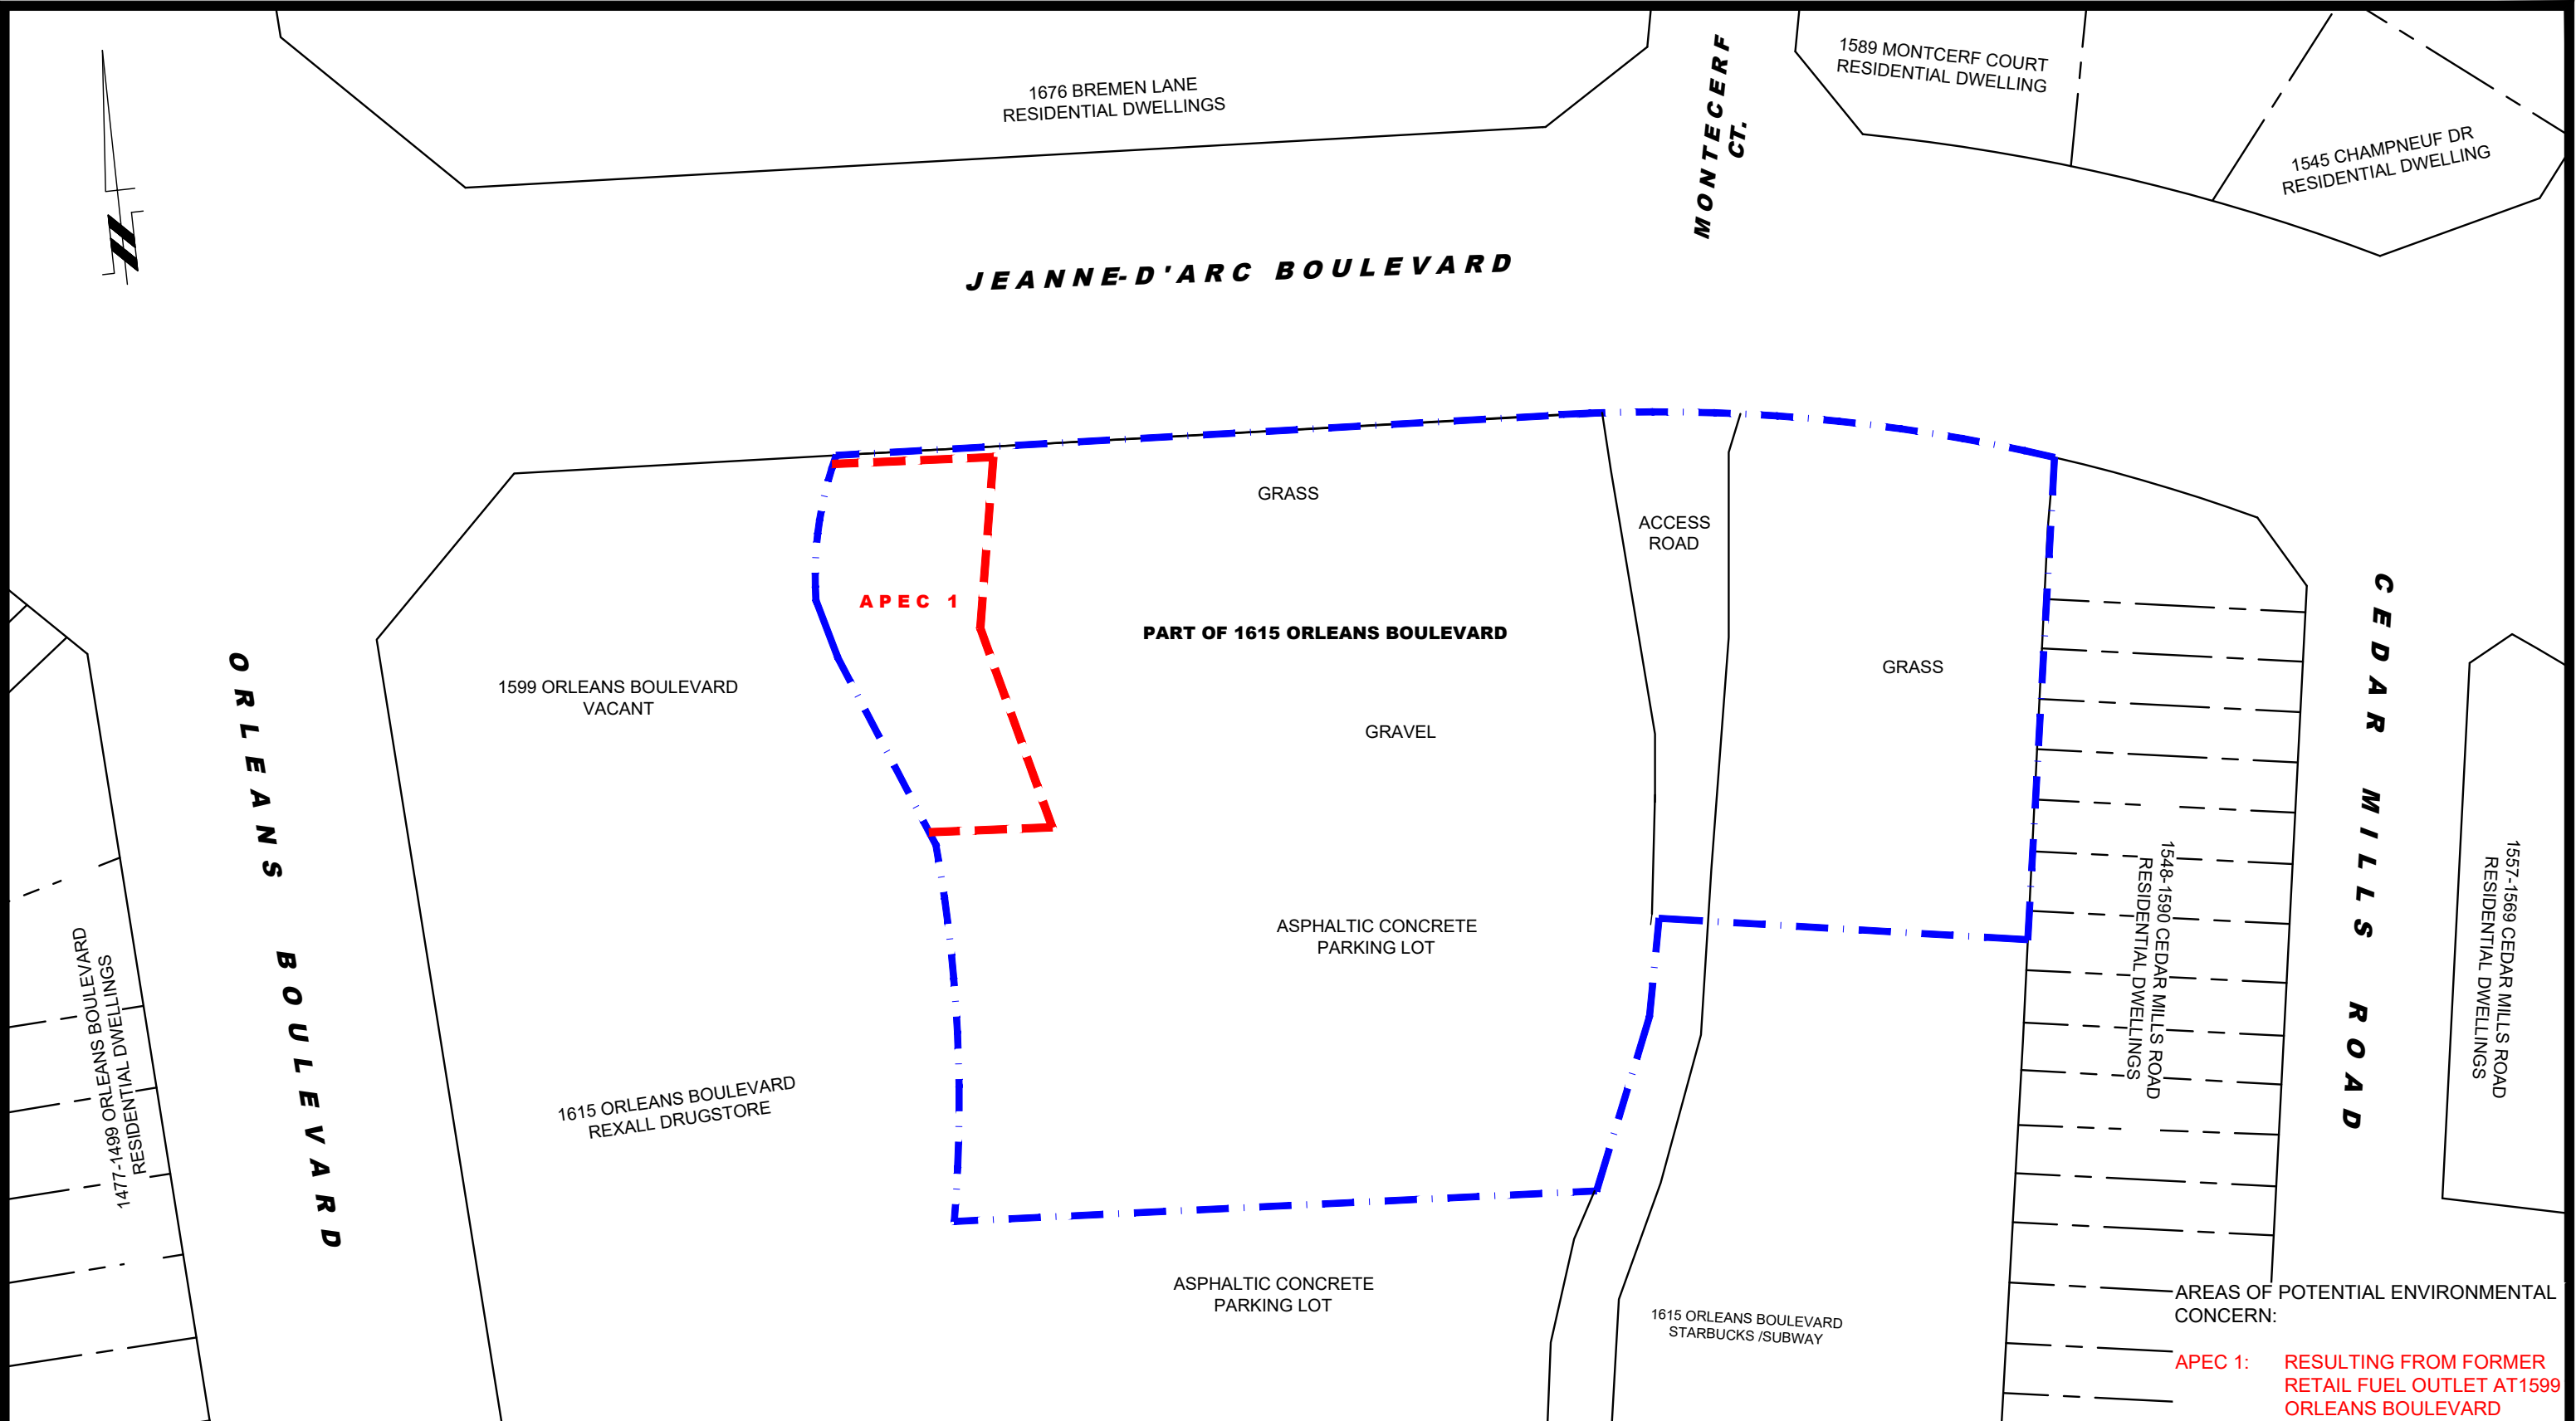 1676 BREMEN LANE
RESIDENTIAL DWELLINGS
MONTECERF
CT.
1589 MONTCERF COURT
RESIDENTIAL DWELLING
1545 CHAMPNEUF DR
RESIDENTIAL DWELLING
N
JEANNE-D'ARC BOULEVARD
GRASS
ACCESS
ROAD
APEC 1
PART OF 1615 ORLEANS BOULEVARD
GRASS
1599 ORLEANS BOULEVARD
VACANT
GRAVEL
ORLEANS BOULEVARD
CEDAR MILLS ROAD
ASPHALTIC CONCRETE
PARKING LOT
1477-1499 ORLEANS BOULEVARD
RESIDENTIAL DWELLINGS
1548-1590 CEDAR MILLS ROAD
RESIDENTIAL DWELLINGS
1557-1569 CEDAR MILLS ROAD
RESIDENTIAL DWELLINGS
1615 ORLEANS BOULEVARD
REXALL DRUGSTORE
ASPHALTIC CONCRETE
PARKING LOT
1615 ORLEANS BOULEVARD
STARBUCKS /SUBWAY
AREAS OF POTENTIAL ENVIRONMENTAL
CONCERN:
APEC 1: RESULTING FROM FORMER
RETAIL FUEL OUTLET AT1599
ORLEANS BOULEVARD